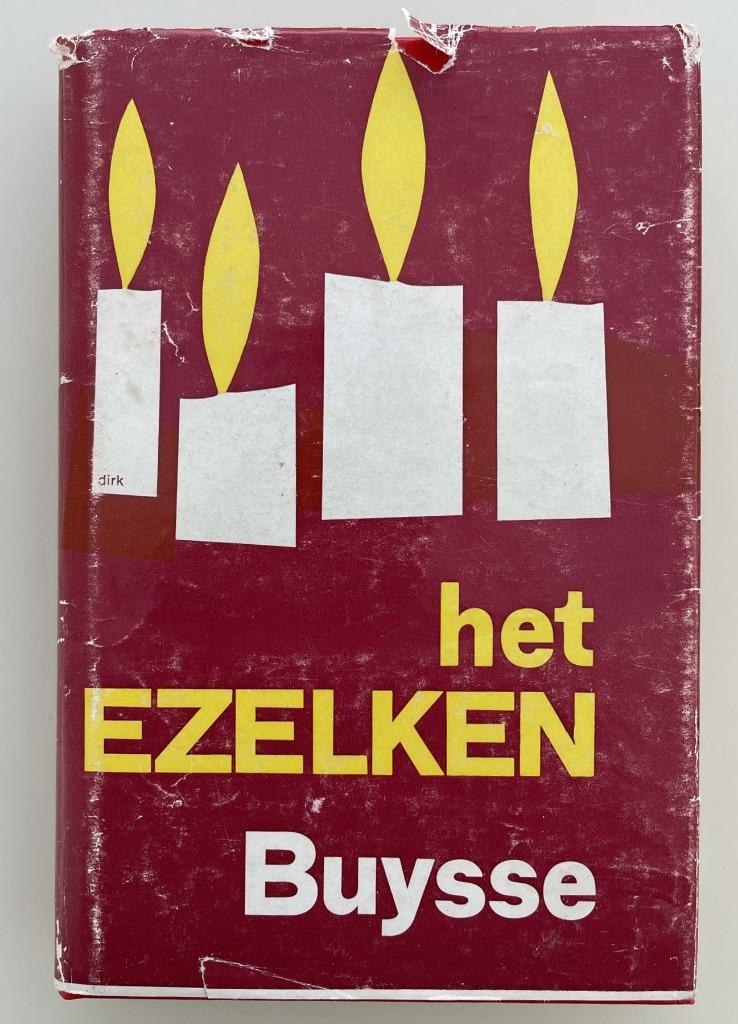 dirk
het
EZELKEN
Buysse